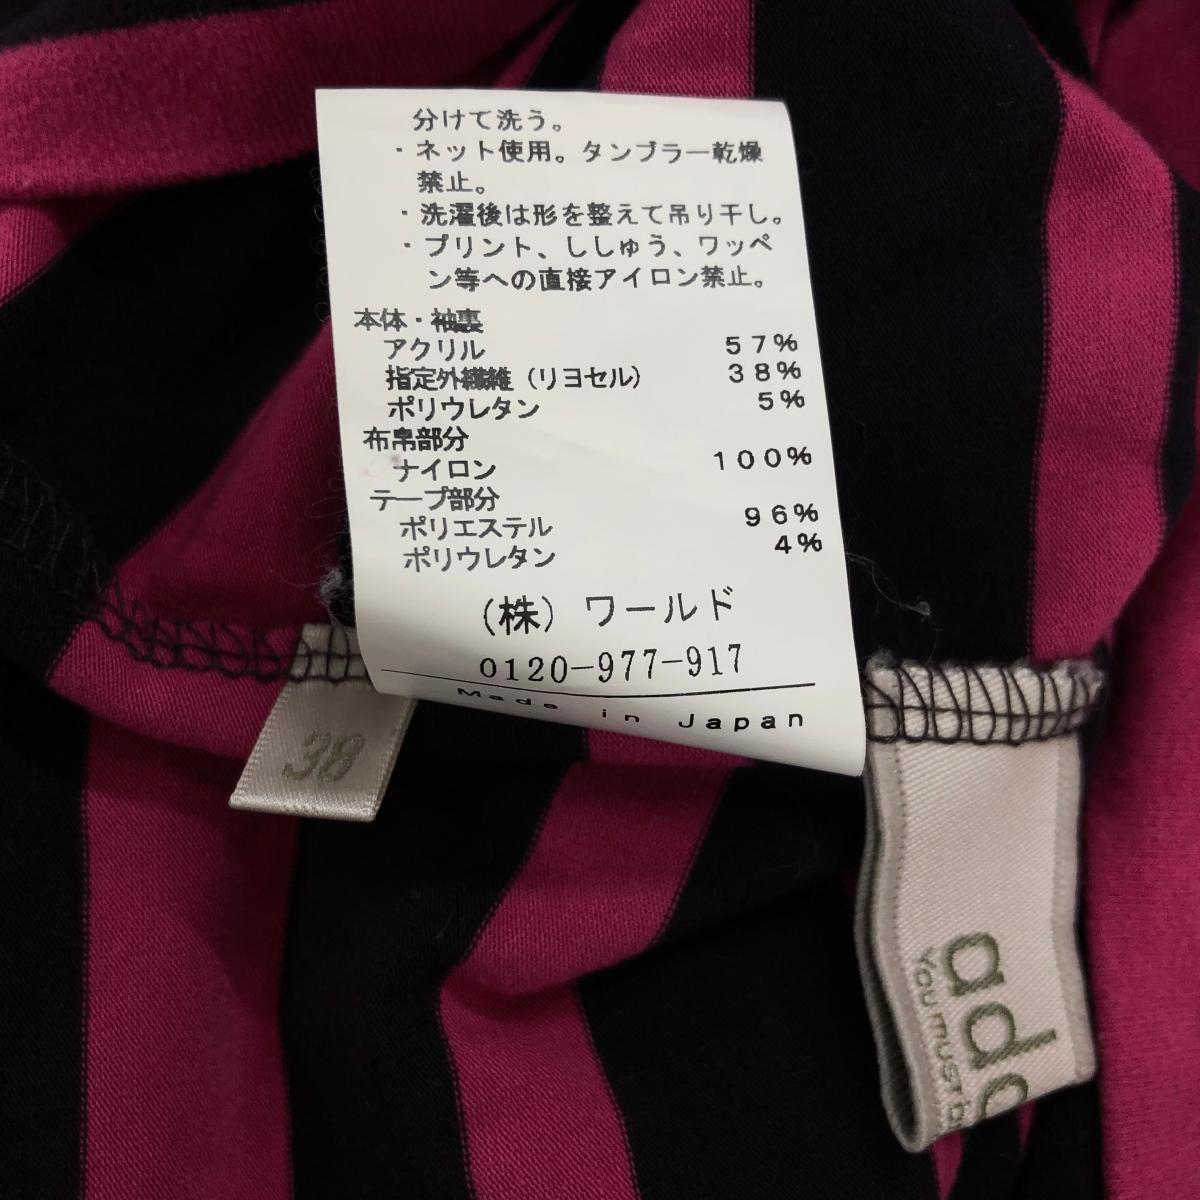 分けて洗う。
・ネット使用。タンブラー乾燥
禁止。
・洗濯後は形を整えて吊り干し。
・プリント、ししゅう、ワッペ
ン等への直接アイロン禁止。
本体・袖裏
アクリル 57%
指定外繊維(リヨセル) 38%
ポリウレタン 5%
布帛部分
ナイロン 100%
テープ部分
ポリエステル 96%
ポリウレタン 4%
(株)ワールド
0120-977-917
Made in Japan
38
YOU MUST